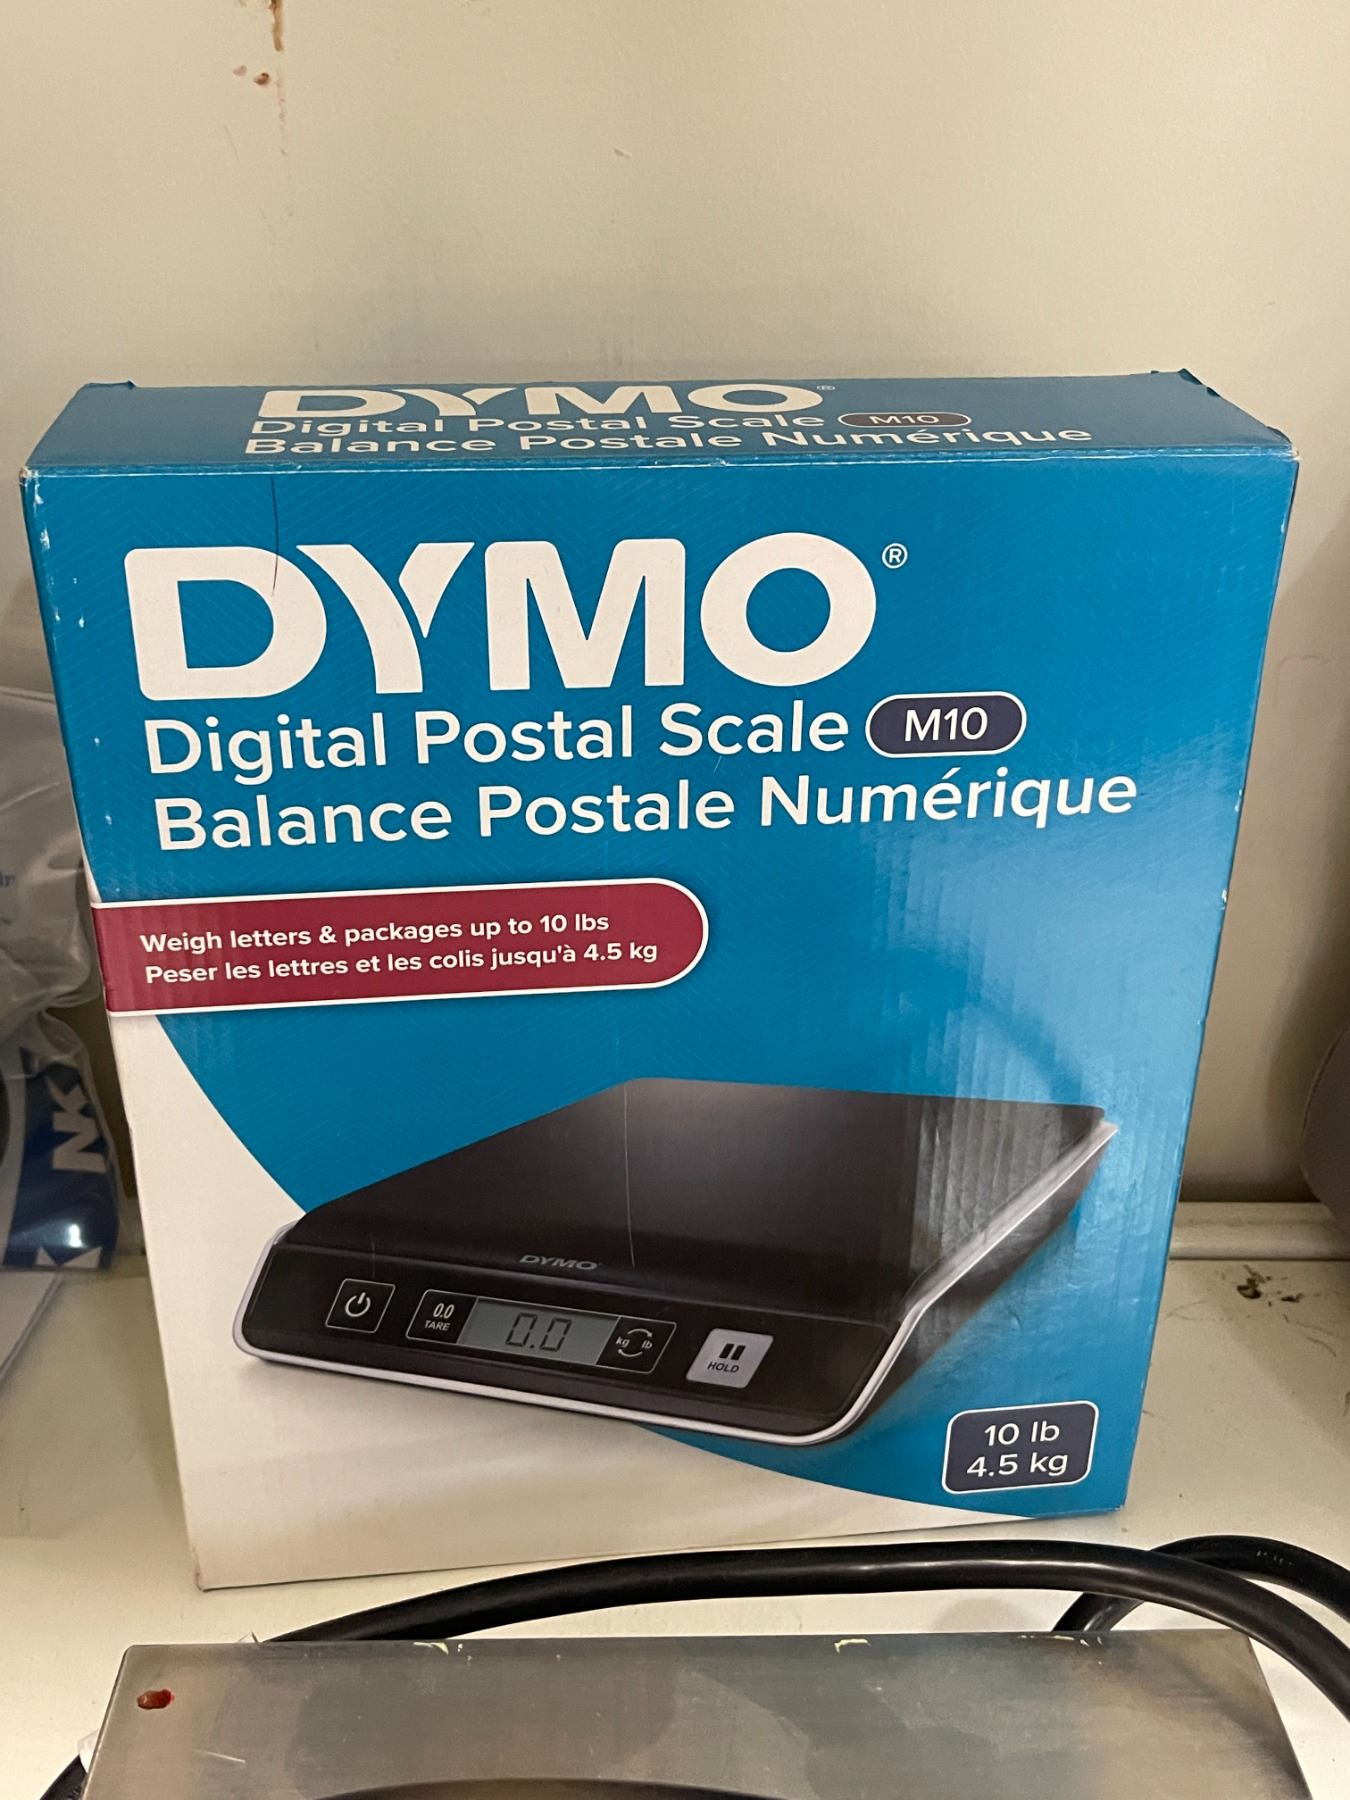 DYMO®
Digital Postal Scale M10
Balance Postale Numérique
DYMO®
Digital Postal Scale M10
Balance Postale Numérique
Weigh letters & packages up to 10 lbs
Peser les lettres et les colis jusqu'à 4.5 kg
DYMO
0.0
TARE
0.0
kg lb
HOLD
10 lb
4.5 kg
NK